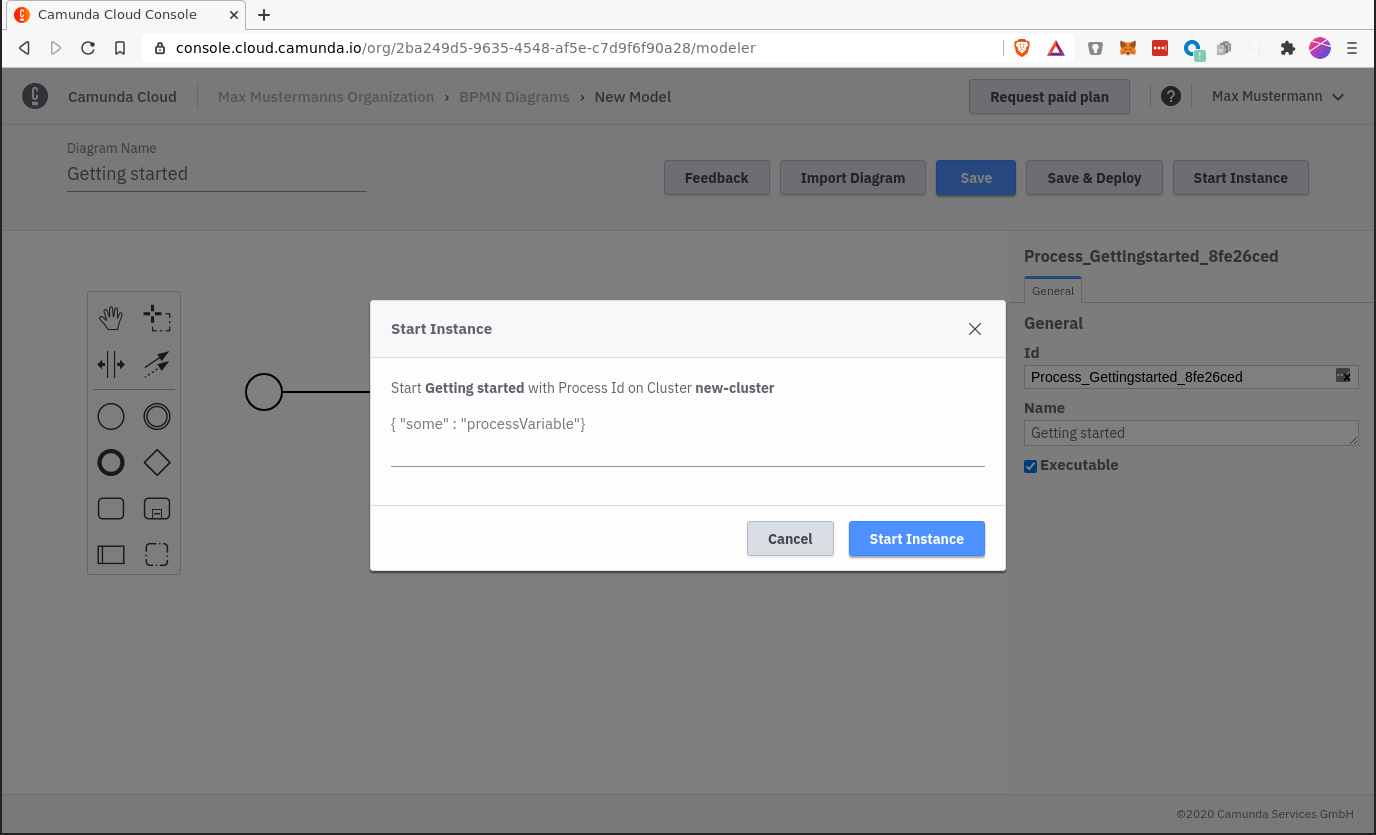 Camunda Cloud Console
console.cloud.camunda.io/org/2ba249d5-9635-4548-af5e-c7d9f6f90a28/modeler
Camunda Cloud
Max Mustermanns Organization › BPMN Diagrams › New Model
Request paid plan
?
Max Mustermann
Diagram Name
Getting started
Feedback
Import Diagram
Save
Save & Deploy
Start Instance
Process_Gettingstarted_8fe26ced
General
General
Id
Process_Gettingstarted_8fe26ced
Name
Getting started
Executable
Start Instance
Start Getting started with Process Id on Cluster new-cluster
{ "some" : "processVariable"}
Cancel
Start Instance
©2020 Camunda Services GmbH